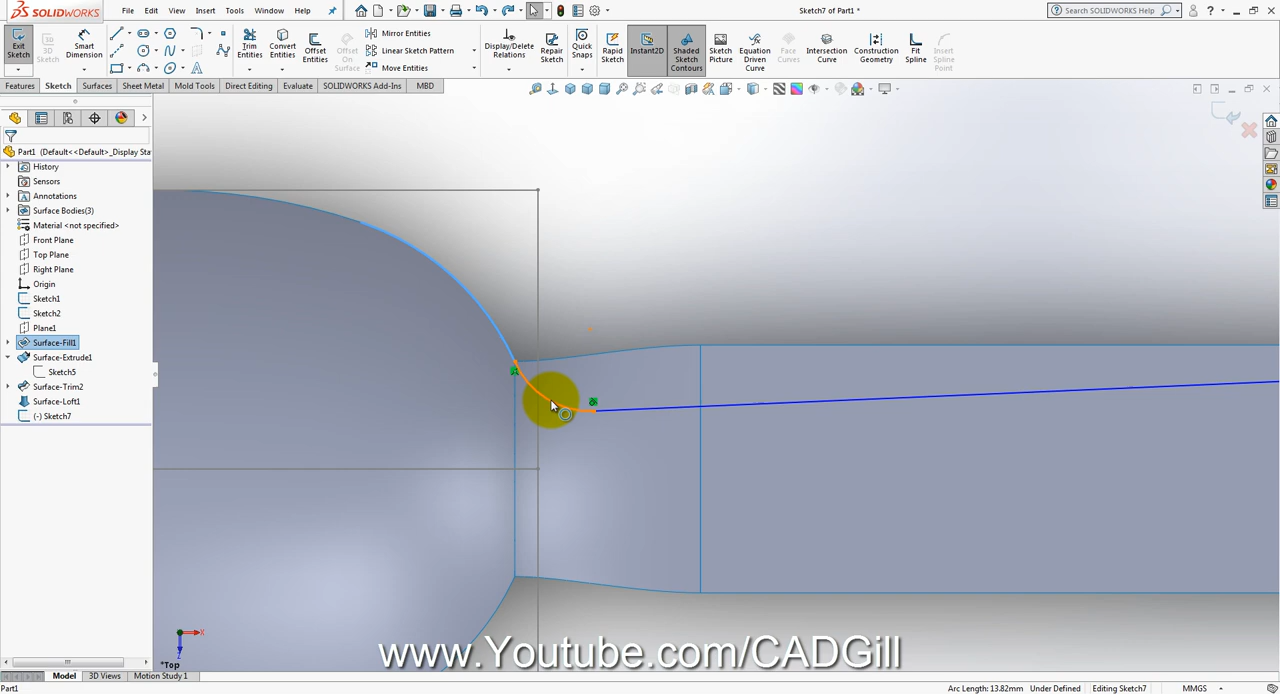 SOLIDWORKS
File
Edit
View
Insert
Tools
Window
Help
Sketch7 of Part1 *
Search SOLIDWORKS Help
Exit Sketch
3D Sketch
Smart Dimension
Trim Entities
Convert Entities
Offset Entities
Offset On Surface
Mirror Entities
Linear Sketch Pattern
Move Entities
Display/Delete Relations
Repair Sketch
Quick Snaps
Rapid Sketch
Instant2D
Shaded Sketch Contours
Sketch Picture
Equation Driven Curve
Face Curves
Intersection Curve
Construction Geometry
Fit Spline
Insert Spline Point
Features
Sketch
Surfaces
Sheet Metal
Mold Tools
Direct Editing
Evaluate
SOLIDWORKS Add-Ins
MBD
Part1 (Default<<Default>_Display Sta
History
Sensors
Annotations
Surface Bodies(3)
Material <not specified>
Front Plane
Top Plane
Right Plane
Origin
Sketch1
Sketch2
Plane1
Surface-Fill1
Surface-Extrude1
Sketch5
Surface-Trim2
Surface-Loft1
(-) Sketch7
X
Z
*Top
www.Youtube.com/CADGill
Model
3D Views
Motion Study 1
Part1
Arc Length: 13.82mm
Under Defined
Editing Sketch7
MMGS